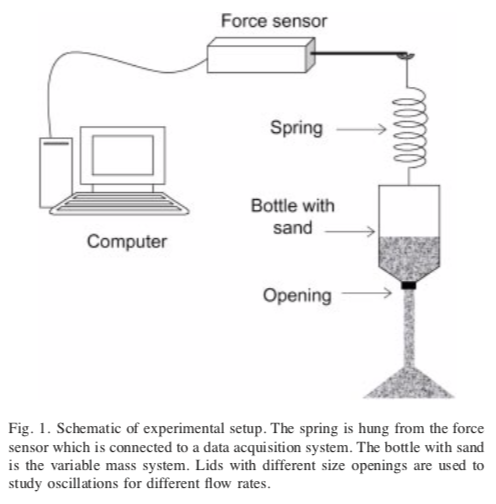 Force sensor
Spring
Bottle with
sand
Computer
Opening
Fig. 1. Schematic of experimental setup. The spring is hung from the force
sensor which is connected to a data acquisition system. The bottle with sand
is the variable mass system. Lids with different size openings are used to
study oscillations for different flow rates.